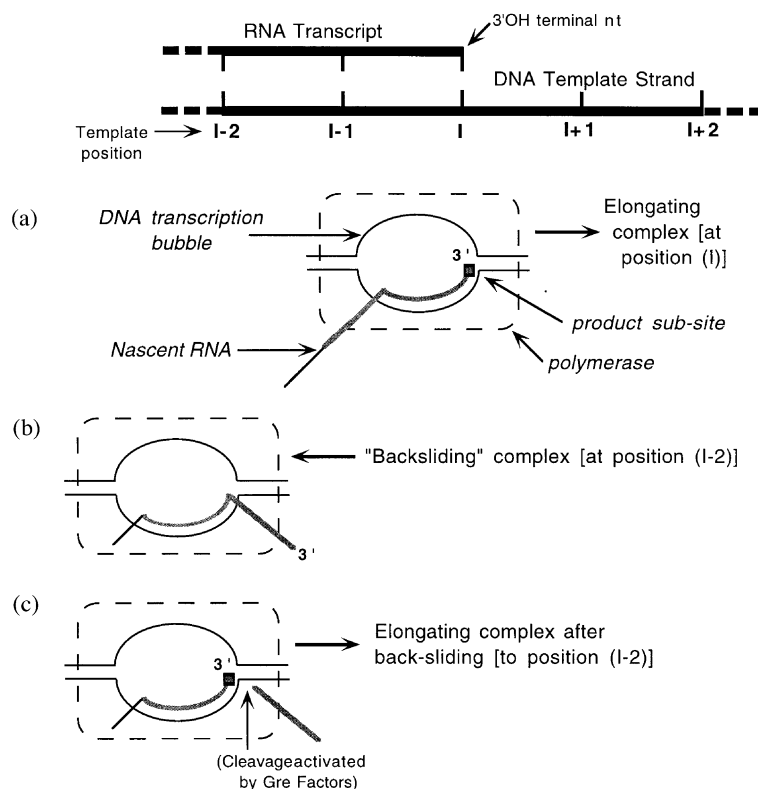 RNA Transcript
3'OH terminal nt
DNA Template Strand
Template
position
I-2
I-1
I
I+1
I+2
(a)
DNA transcription
bubble
3'
Elongating
complex [at
position (I)]
product sub-site
Nascent RNA
polymerase
(b)
"Backsliding" complex [at position (I-2)]
3'
(c)
3'
Elongating complex after
back-sliding [to position (I-2)]
(Cleavageactivated
by Gre Factors)